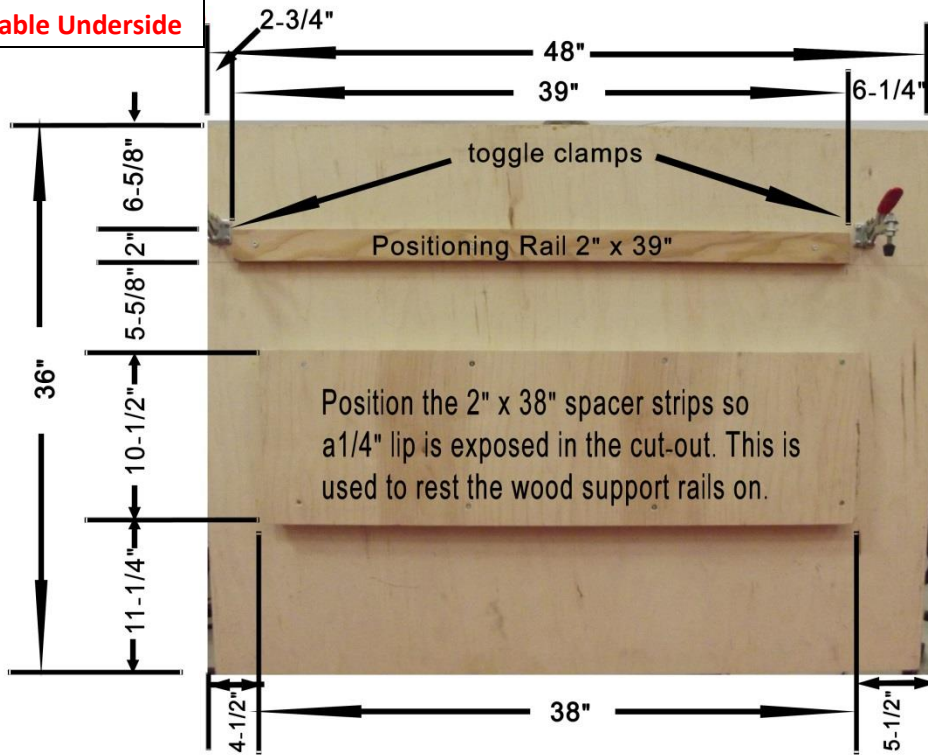 able Underside
2-3/4"
48"
39"
6-1/4"
6-5/8"
toggle clamps
2"
Positioning Rail 2" x 39"
5-5/8"
36"
10-1/2"
Position the 2" x 38" spacer strips so
a1/4" lip is exposed in the cut-out. This is
used to rest the wood support rails on.
11-1/4"
4-1/2"
38"
5-1/2"